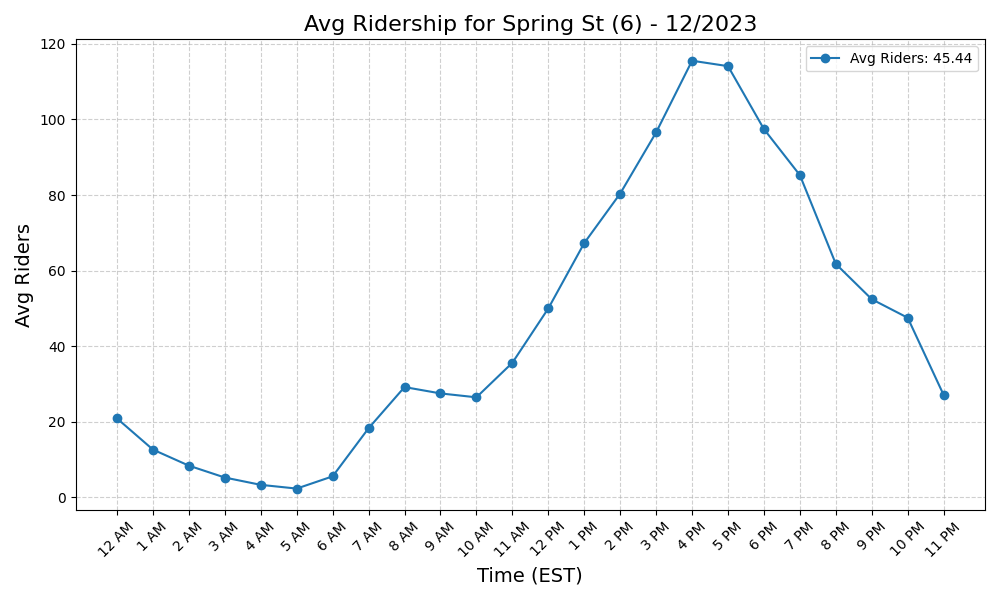 Avg Ridership for Spring St (6) - 12/2023
Avg Riders: 45.44
Avg Riders
120
100
80
60
40
20
0
12 AM
1 AM
2 AM
3 AM
4 AM
5 AM
6 AM
7 AM
8 AM
9 AM
10 AM
11 AM
12 PM
1 PM
2 PM
3 PM
4 PM
5 PM
6 PM
7 PM
8 PM
9 PM
10 PM
11 PM
Time (EST)